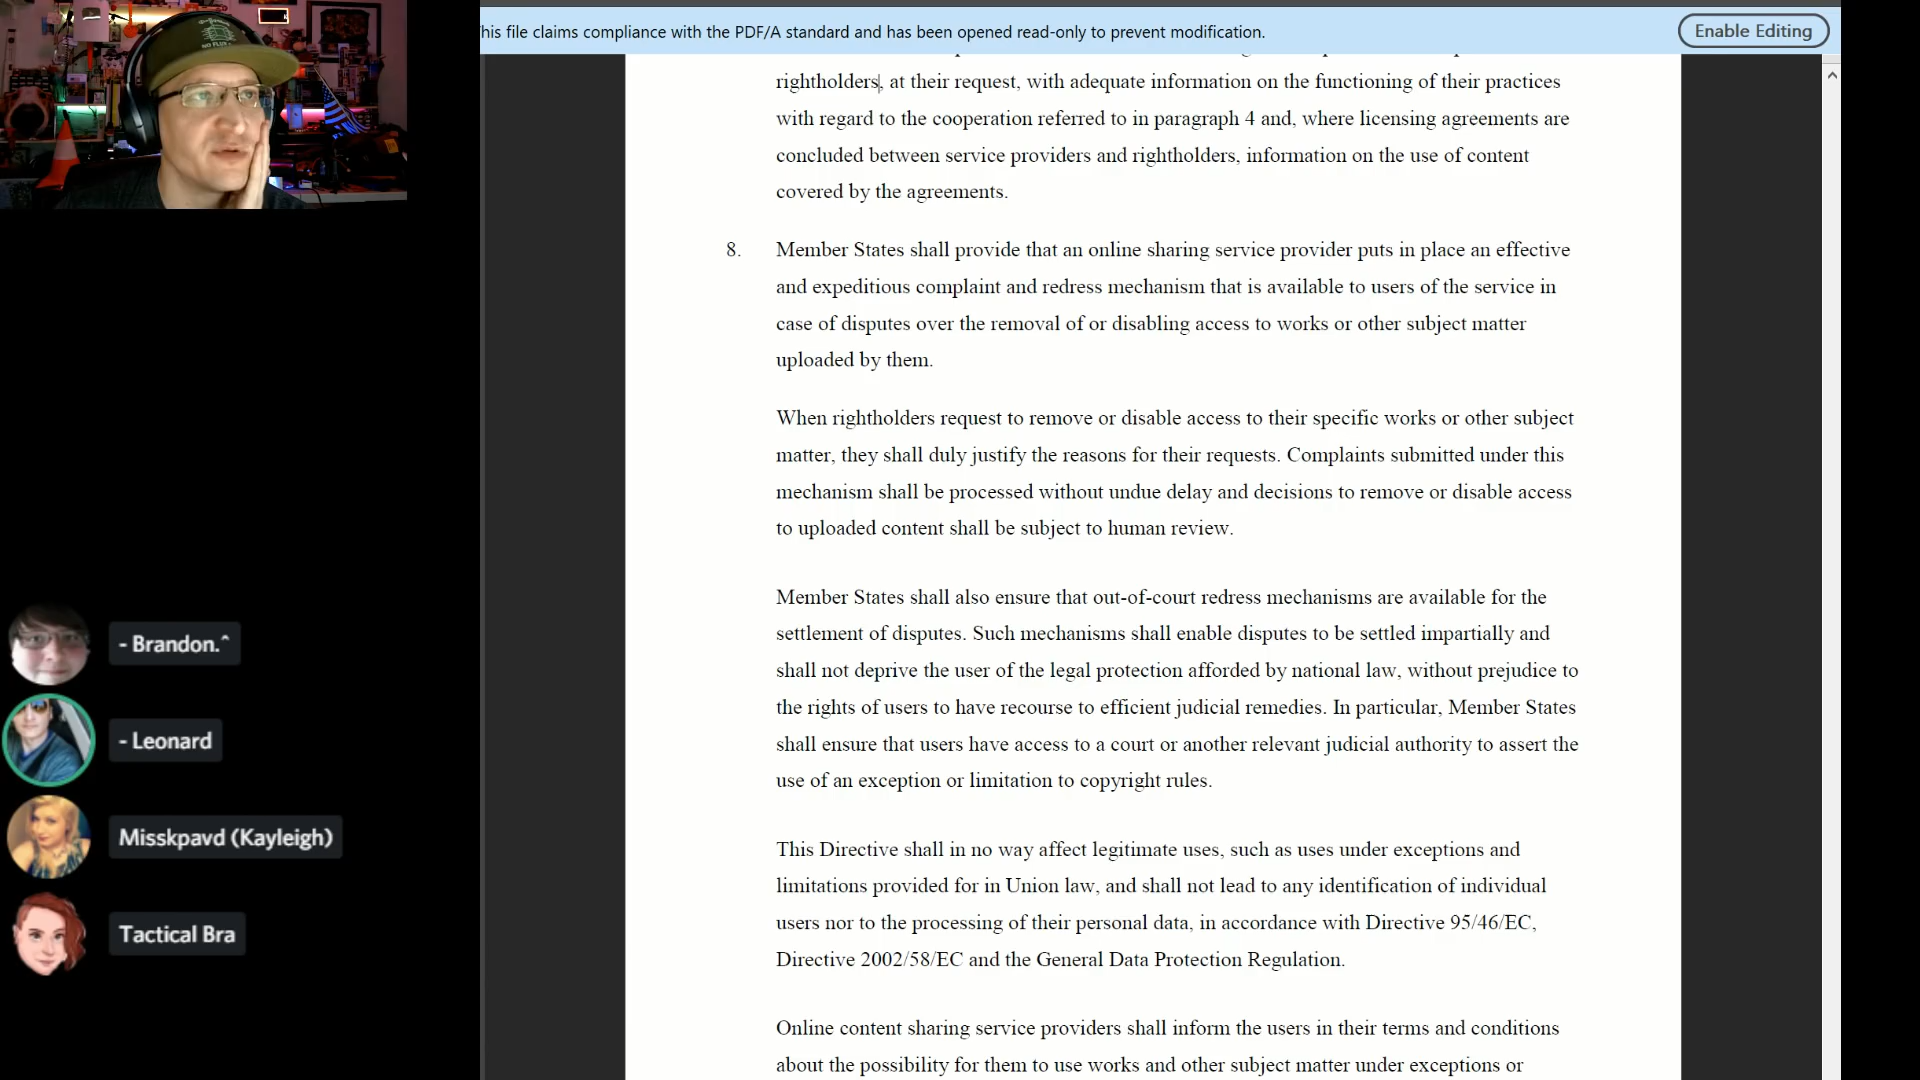 his file claims compliance with the PDF/A standard and has been opened read-only to prevent modification.
Enable Editing
rightholders, at their request, with adequate information on the functioning of their practices
with regard to the cooperation referred to in paragraph 4 and, where licensing agreements are
concluded between service providers and rightholders, information on the use of content
covered by the agreements.
8. Member States shall provide that an online sharing service provider puts in place an effective
and expeditious complaint and redress mechanism that is available to users of the service in
case of disputes over the removal of or disabling access to works or other subject matter
uploaded by them.
When rightholders request to remove or disable access to their specific works or other subject
matter, they shall duly justify the reasons for their requests. Complaints submitted under this
mechanism shall be processed without undue delay and decisions to remove or disable access
to uploaded content shall be subject to human review.
Member States shall also ensure that out-of-court redress mechanisms are available for the
settlement of disputes. Such mechanisms shall enable disputes to be settled impartially and
shall not deprive the user of the legal protection afforded by national law, without prejudice to
the rights of users to have recourse to efficient judicial remedies. In particular, Member States
shall ensure that users have access to a court or another relevant judicial authority to assert the
use of an exception or limitation to copyright rules.
This Directive shall in no way affect legitimate uses, such as uses under exceptions and
limitations provided for in Union law, and shall not lead to any identification of individual
users nor to the processing of their personal data, in accordance with Directive 95/46/EC,
Directive 2002/58/EC and the General Data Protection Regulation.
Online content sharing service providers shall inform the users in their terms and conditions
about the possibility for them to use works and other subject matter under exceptions or
- Brandon.^
- Leonard
Misskpavd (Kayleigh)
Tactical Bra